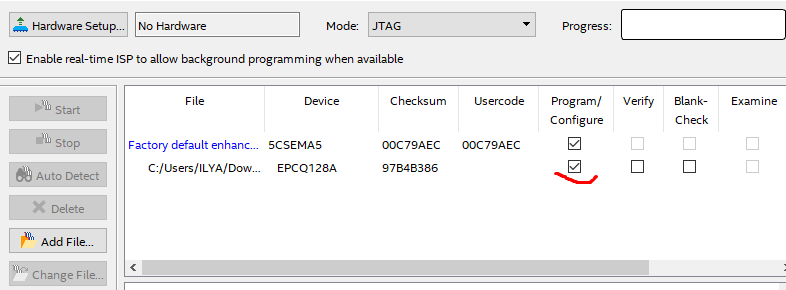 Hardware Setup... No Hardware Mode: JTAG Progress:
Enable real-time ISP to allow background programming when available
Start
Stop
Auto Detect
Delete
Add File...
Change File...
File Device Checksum Usercode Program/ Verify Blank- Examine
Configure Check
Factory default enhanc... 5CSEMA5 00C79AEC 00C79AEC
C:/Users/ILYA/Dow... EPCQ128A 97B4B386